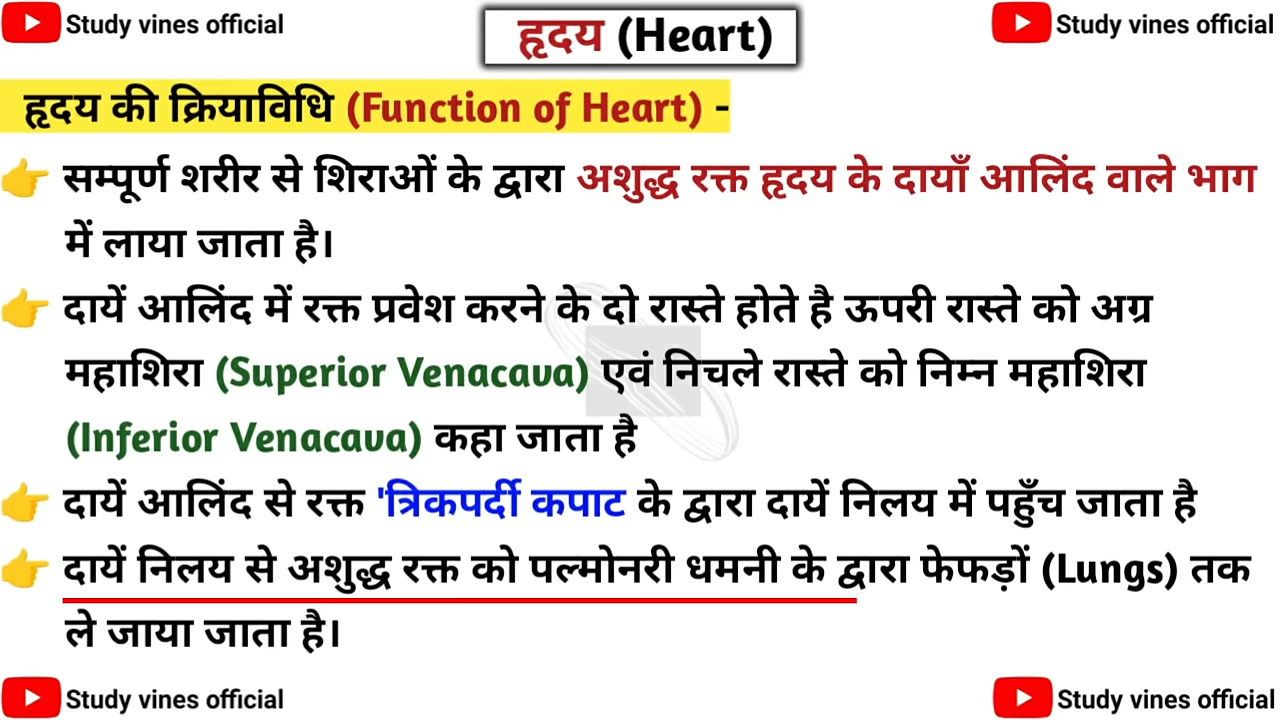 Study vines official
हृदय (Heart)
Study vines official
हृदय की क्रियाविधि (Function of Heart) -
सम्पूर्ण शरीर से शिराओं के द्वारा अशुद्ध रक्त हृदय के दायाँ आलिंद वाले भाग
में लाया जाता है।
दायें आलिंद में रक्त प्रवेश करने के दो रास्ते होते है ऊपरी रास्ते को अग्र
महाशिरा (Superior Venacava) एवं निचले रास्ते को निम्न महाशिरा
(Inferior Venacava) कहा जाता है
दायें आलिंद से रक्त 'त्रिकपर्दी कपाट के द्वारा दायें निलय में पहुँच जाता है
दायें निलय से अशुद्ध रक्त को पल्मोनरी धमनी के द्वारा फेफड़ों (Lungs) तक
ले जाया जाता है।
Study vines official
Study vines official